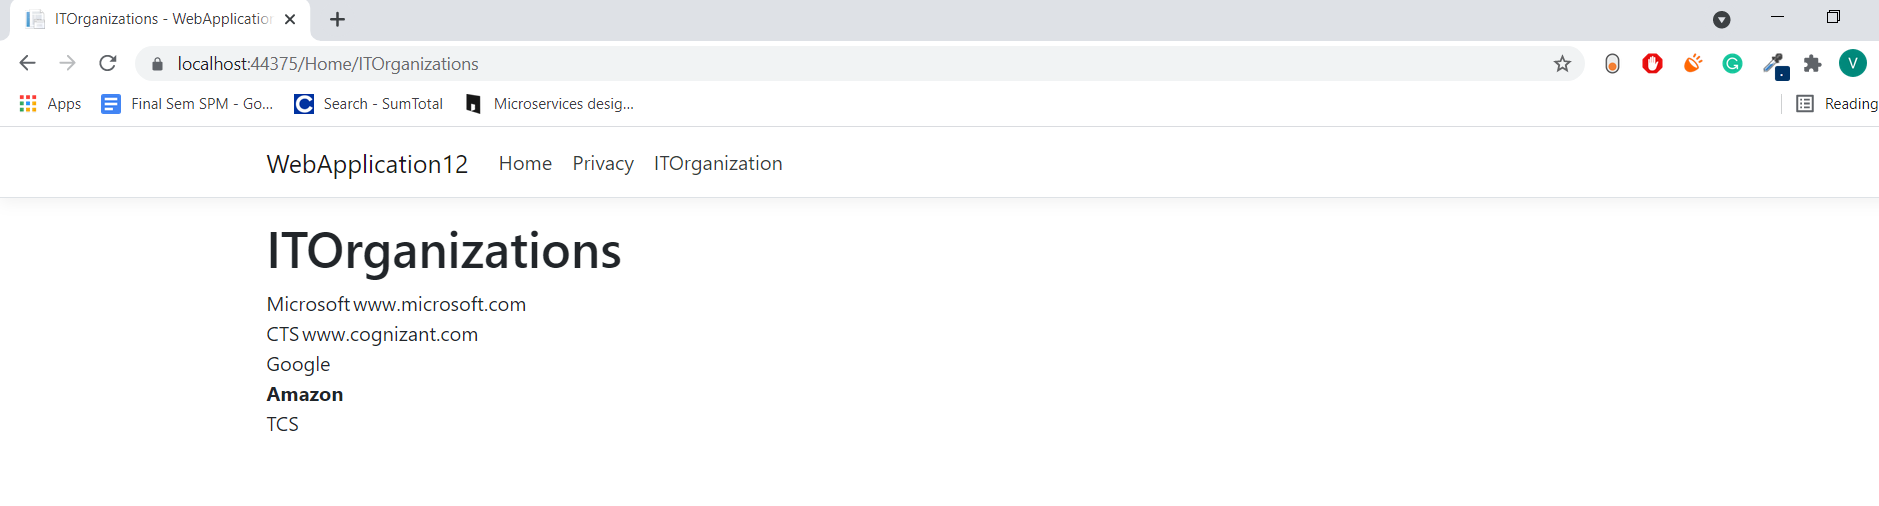 ITOrganizations - WebApplication
localhost:44375/Home/ITOrganizations
V
Apps Final Sem SPM - Go... Search - SumTotal Microservices desig... Reading
WebApplication12 Home Privacy ITOrganization
ITOrganizations
Microsoft www.microsoft.com
CTS www.cognizant.com
Google
Amazon
TCS